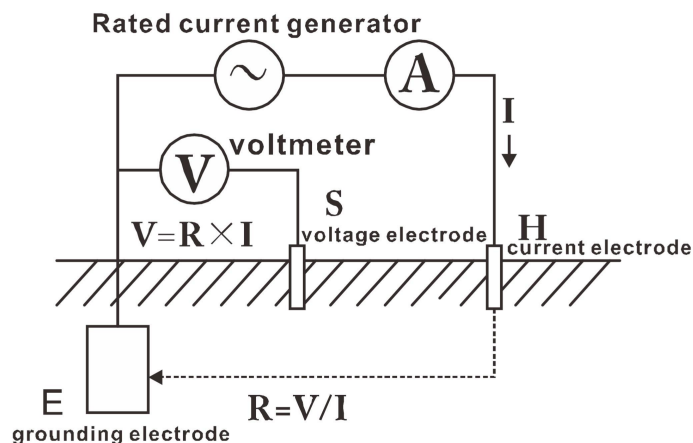 Rated current generator
A
I
V
voltmeter
S
V=R×I
voltage electrode
H
current electrode
E
R=V/I
grounding electrode